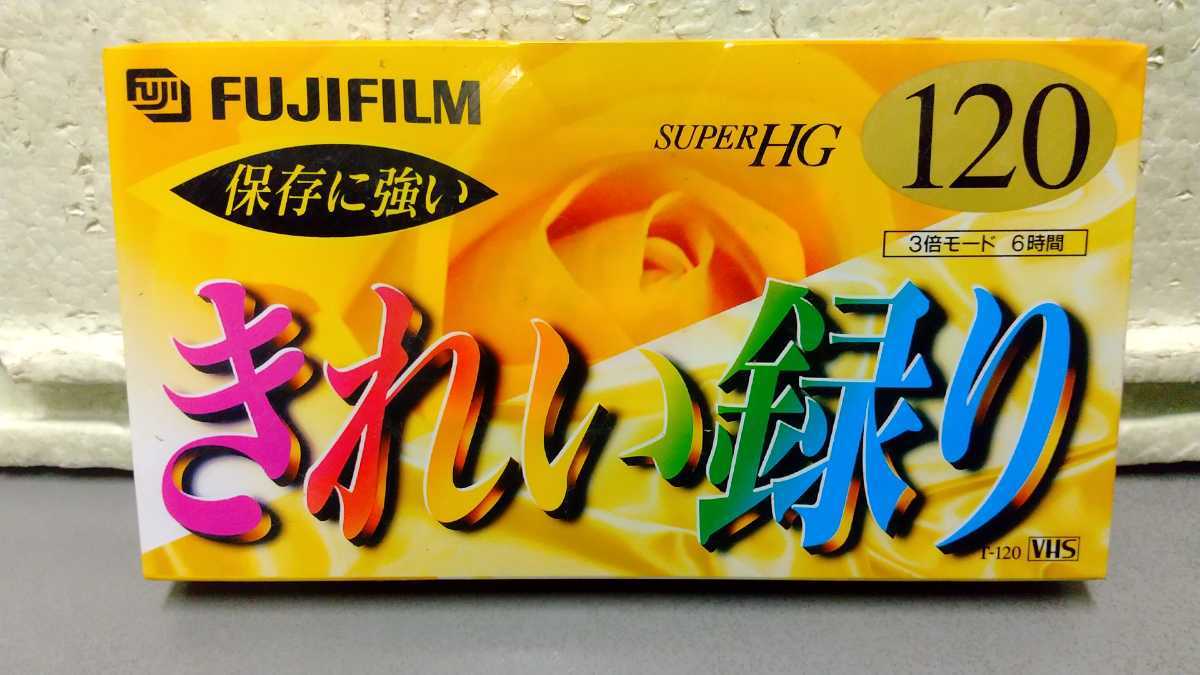 FUJI FUJIFILM
SUPER HG 120
保存に強い
3倍モード 6時間
きれい録り
T-120 VHS